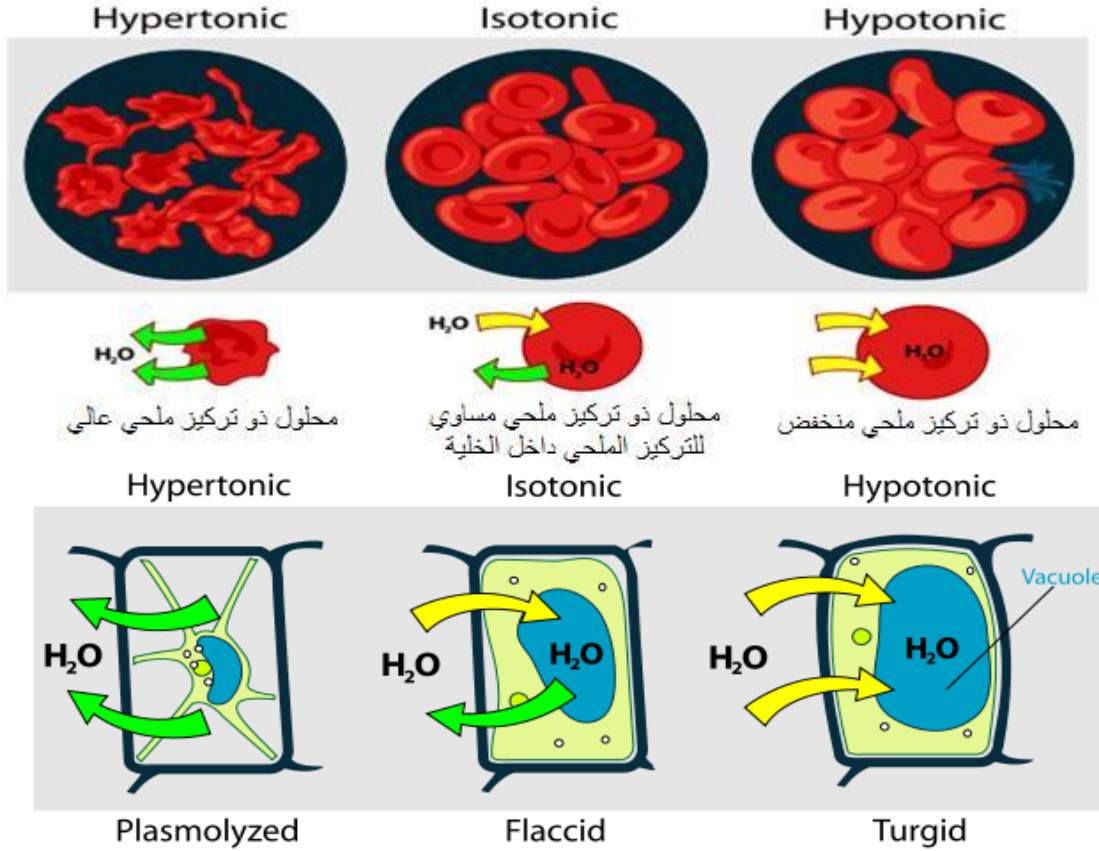 Hypertonic
Isotonic
Hypotonic
H₂O
H₂O
H₂O
H₂O
محلول ذو تركيز ملحي عالي
محلول ذو تركيز ملحي مساوي
للتركيز الملحي داخل الخلية
محلول ذو تركيز ملحي منخفض
Hypertonic
Isotonic
Hypotonic
Vacuole
H₂O
H₂O
H₂O
H₂O
H₂O
Plasmolyzed
Flaccid
Turgid